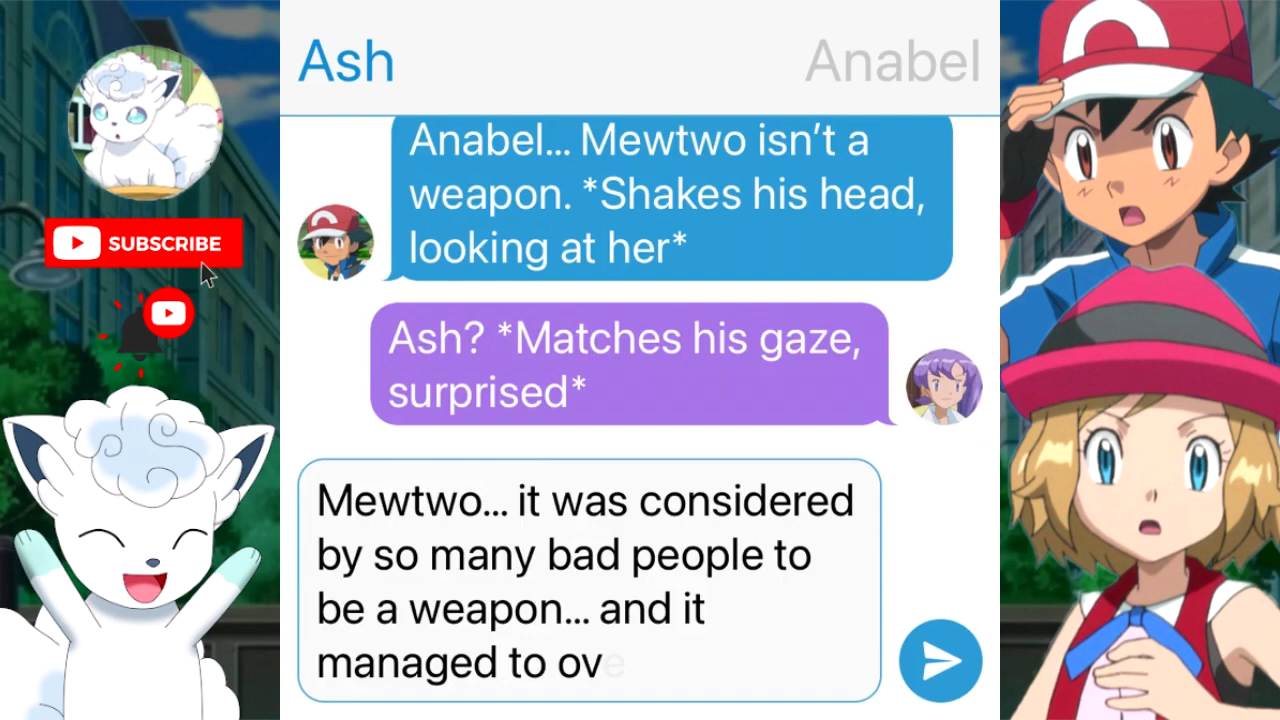 Ash
Anabel
Anabel... Mewtwo isn’t a
weapon. *Shakes his head,
looking at her*
SUBSCRIBE
Ash? *Matches his gaze,
surprised*
Mewtwo... it was considered
by so many bad people to
be a weapon... and it
managed to ove